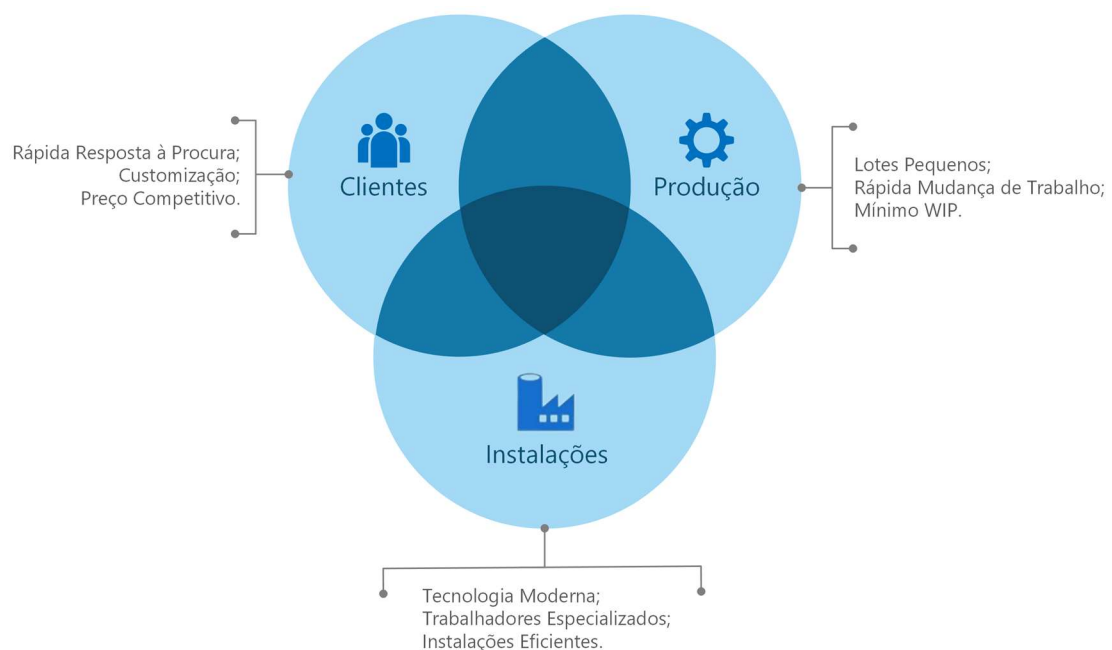 Rápida Resposta à Procura;
Customização;
Preço Competitivo.
Clientes
Produção
Lotes Pequenos;
Rápida Mudança de Trabalho;
Mínimo WIP.
Instalações
Tecnologia Moderna;
Trabalhadores Especializados;
Instalações Eficientes.